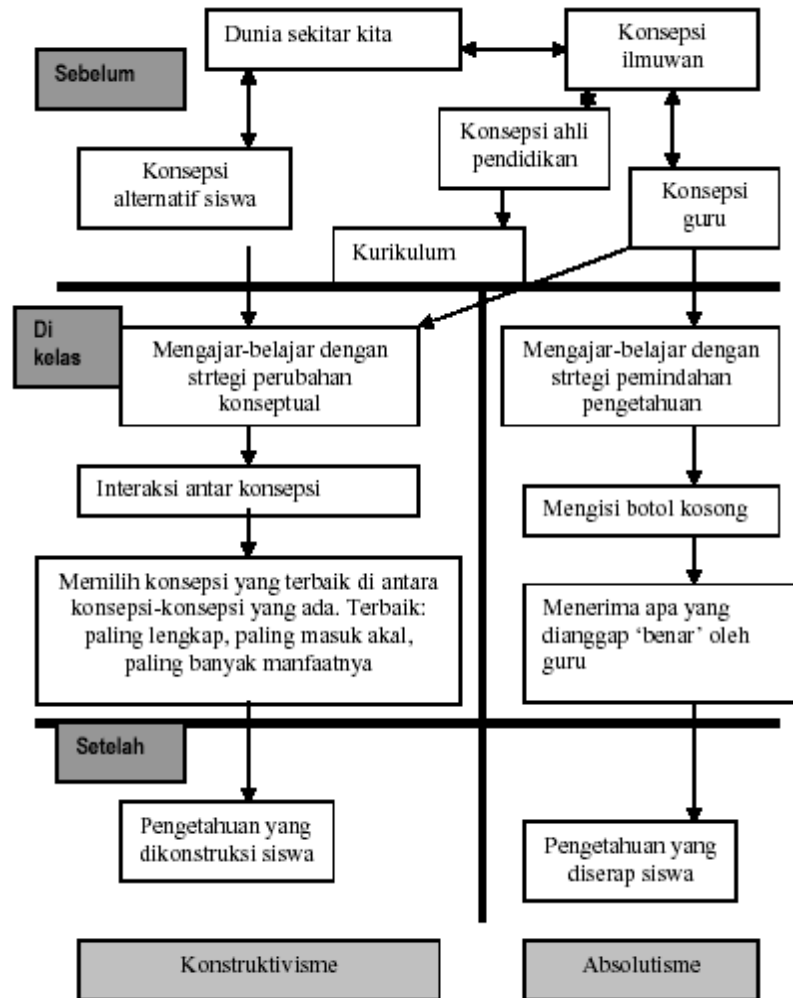 Dunia sekitar kita
Konsepsi
ilmuwan
Sebelum
Konsepsi ahli
pendidikan
Konsepsi
alternatif siswa
Konsepsi
guru
Kurikulum
Di
kelas
Mengajar-belajar dengan
strtegi perubahan
konseptual
Mengajar-belajar dengan
strtegi pemindahan
pengetahuan
Interaksi antar konsepsi
Mengisi botol kosong
Memilih konsepsi yang terbaik di antara
konsepsi-konsepsi yang ada. Terbaik:
paling lengkap, paling masuk akal,
paling banyak manfaatnya
Menerima apa yang
dianggap ‘benar’ oleh
guru
Setelah
Pengetahuan yang
dikonstruksi siswa
Pengetahuan yang
diserap siswa
Konstruktivisme
Absolutisme